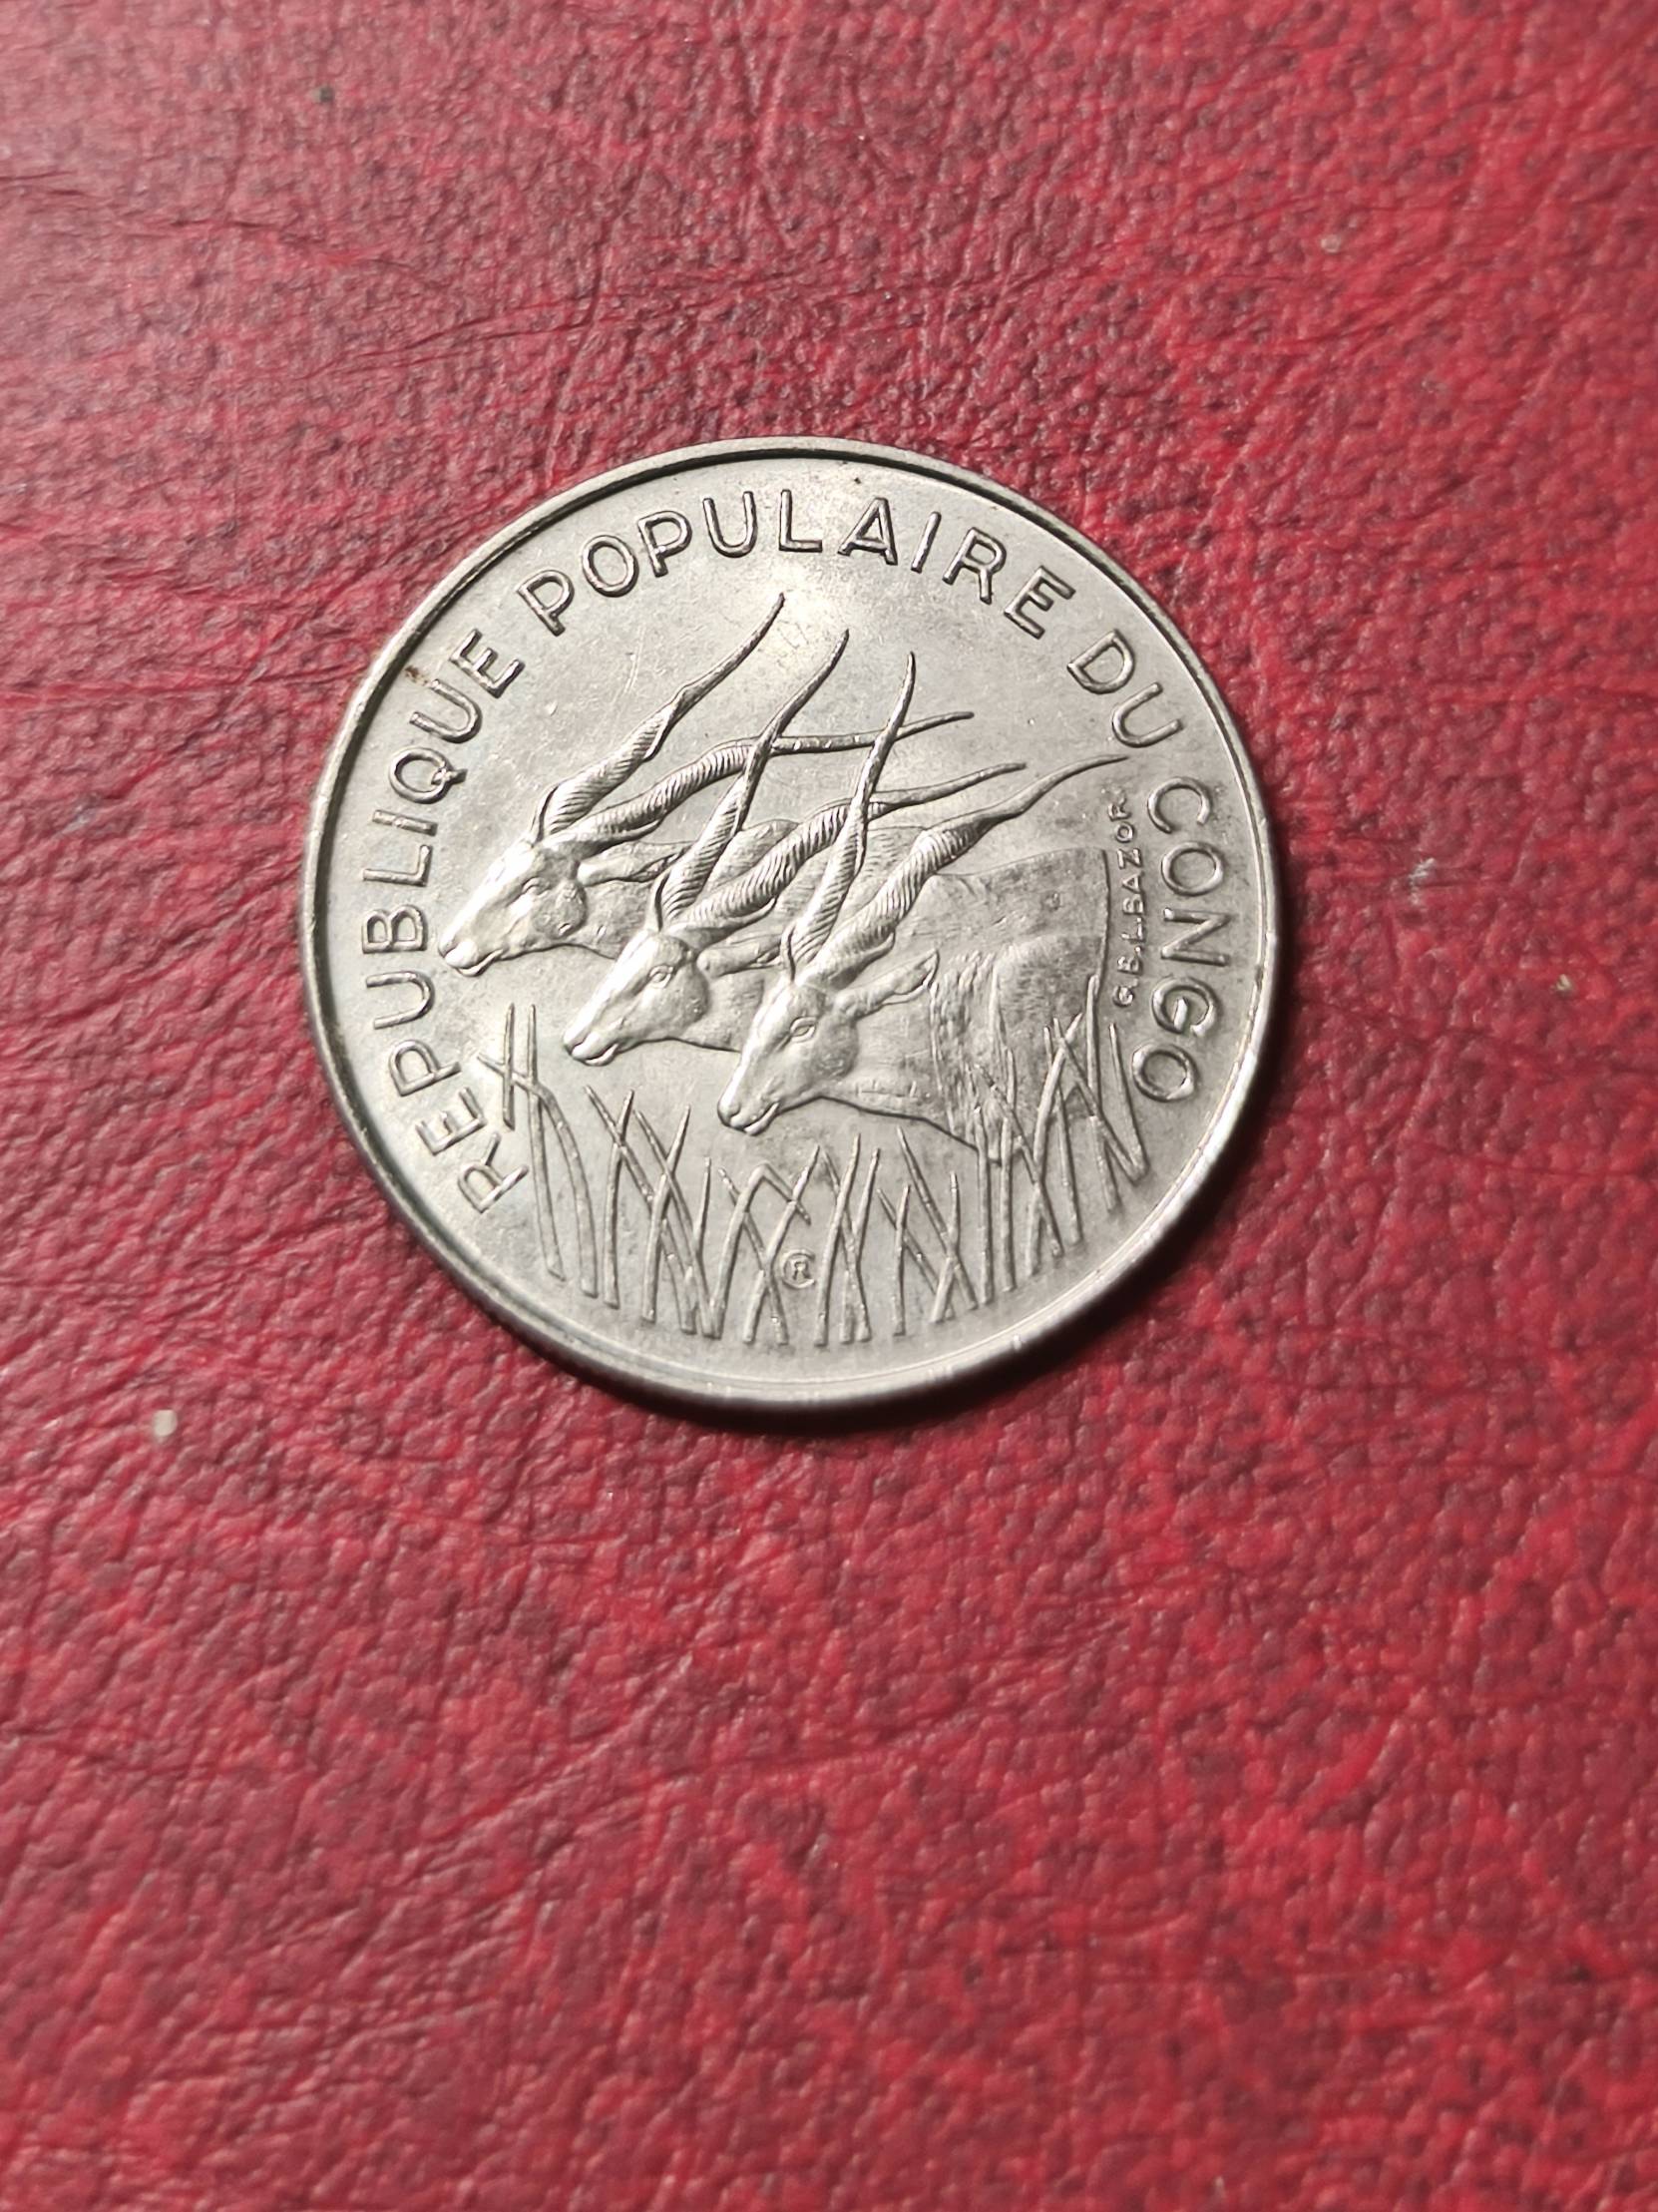 REPUBLIQUE POPULAIRE DU CONGO
G.B.L.BAZOR